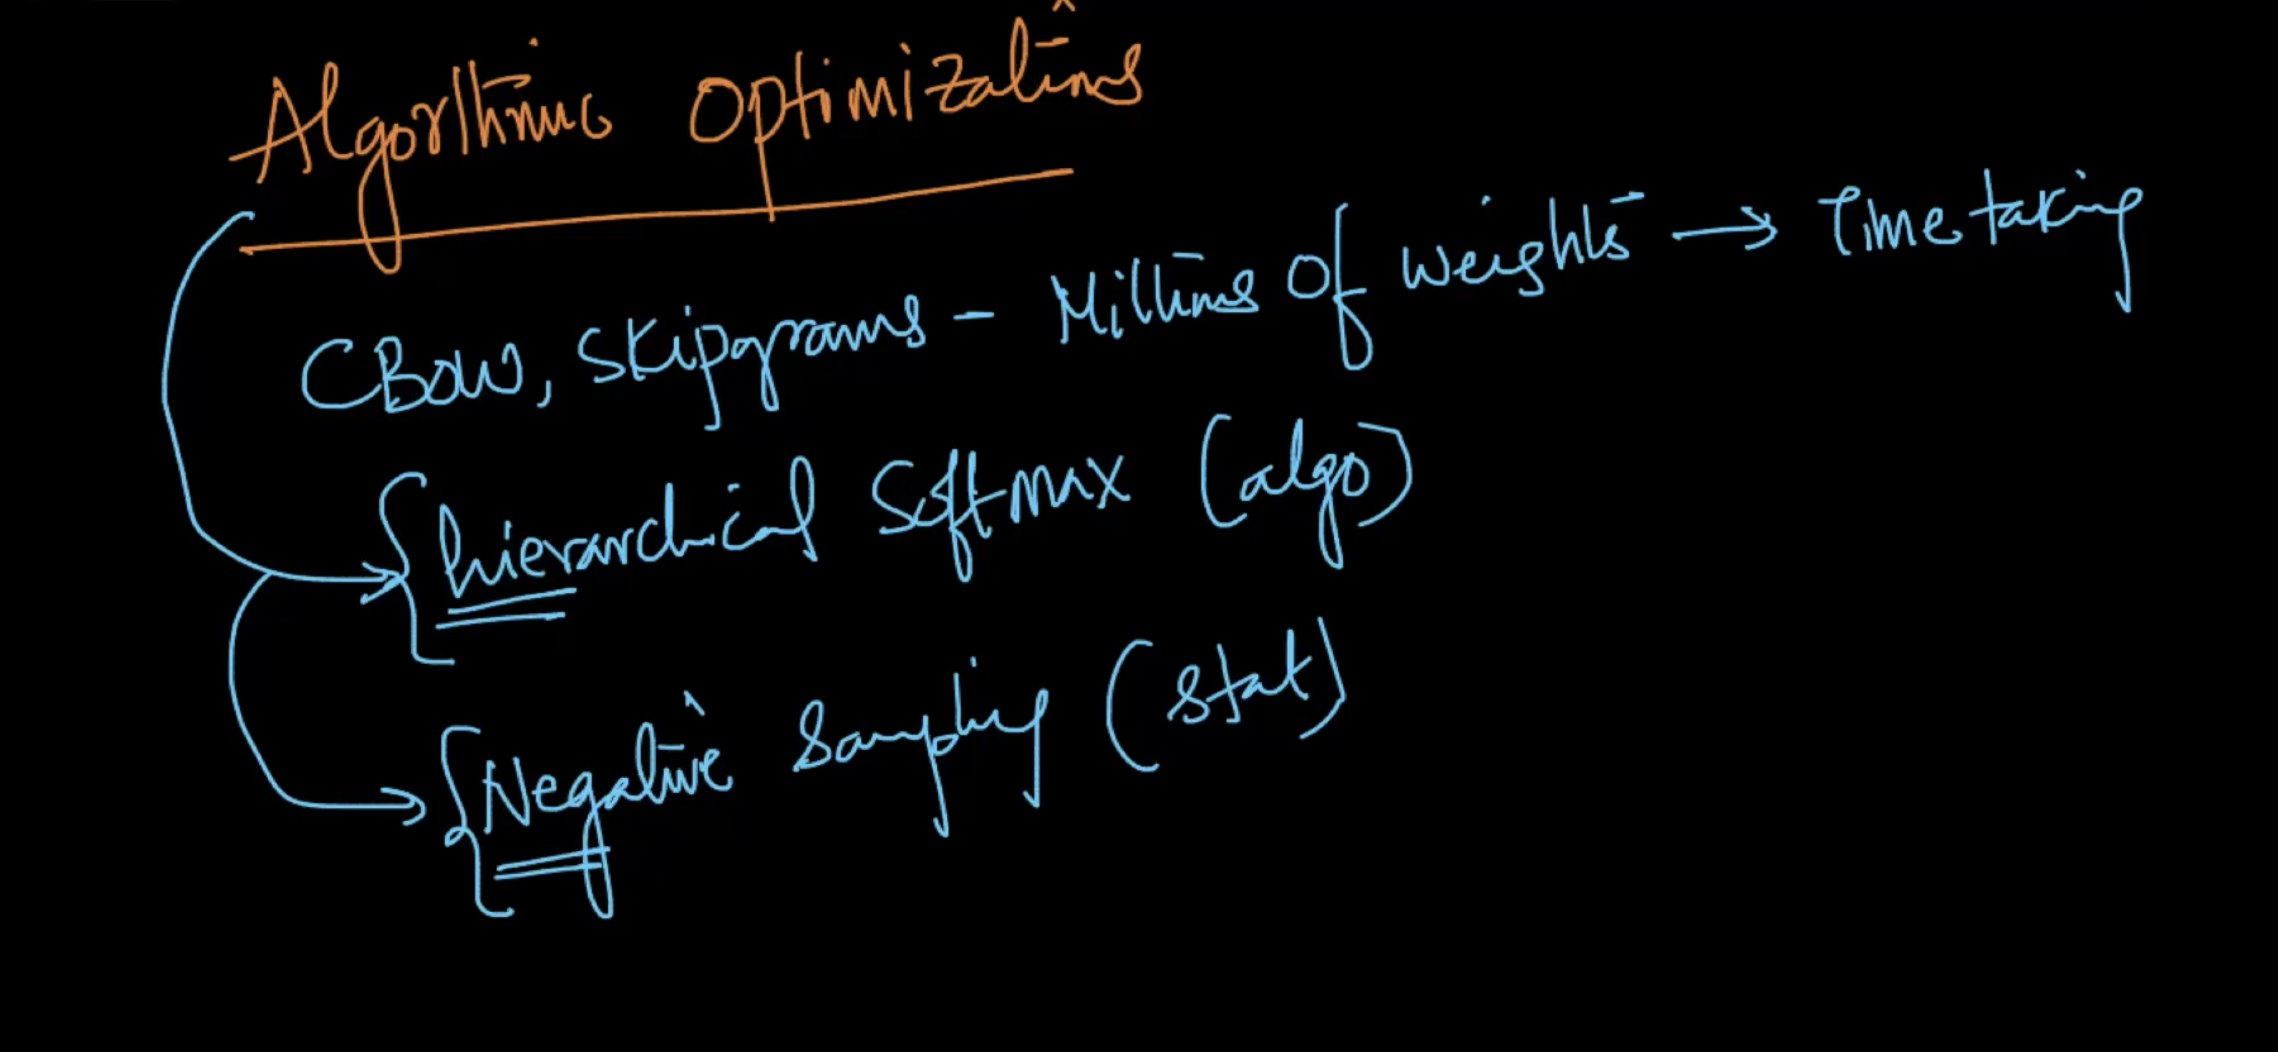 Algorithmic Optimizations
CBOW, Skipgrams - Millions Of weights → Time taking
hierarchical Softmax (algo)
Negative Sampling (stat)